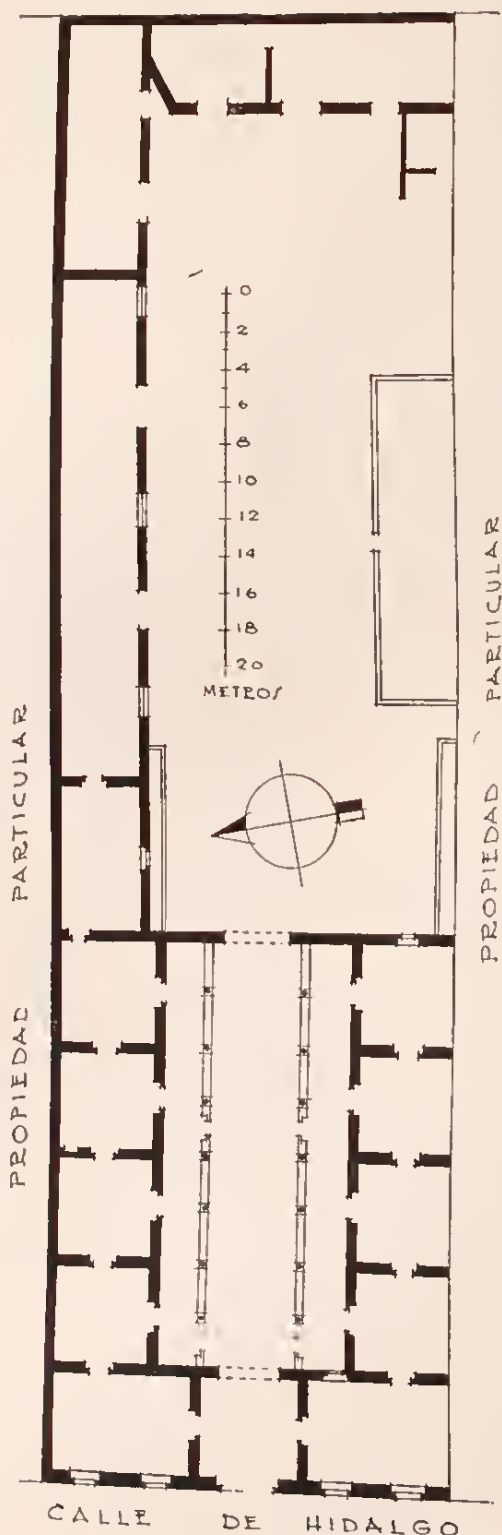 0
2
4
6
8
10
12
14
16
18
20
METROS
PROPIEDAD PARTICULAR
PROPIEDAD PARTICULAR
CALLE DE HIDALGO